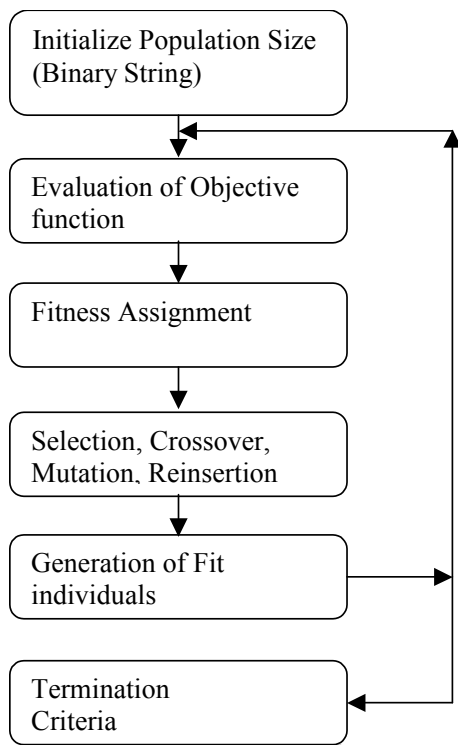 Initialize Population Size
(Binary String)
Evaluation of Objective
function
Fitness Assignment
Selection, Crossover,
Mutation, Reinsertion
Generation of Fit
individuals
Termination
Criteria